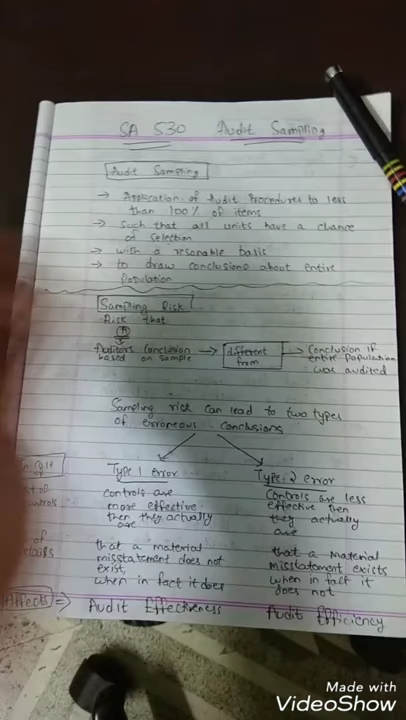 SA 530 Audit Sampling
Audit Sampling
→ Application of Audit Procedures to less
than 100% of items
→ Such that all units have a chance
of selection
→ with a resonable basis
→ to draw conclusions about entire
Population
Sampling Risk
Risk that
Auditors conclusion
based on sample
→ different
from
→ Conclusion if
entire population
was audited
Sampling risk can lead to two types
of erroneous conclusions
Type 1 error
controls are
more effective
then they actually
are
that a material
misstatement does not
exist,
when in fact it does
Type 2 error
Controls are less
effective then
they actually
are
that a material
misstatement exists
when in fact it
does not
of
Affects ⇒ Audit Effectiveness Audit Efficiency
Made with
VideoShow